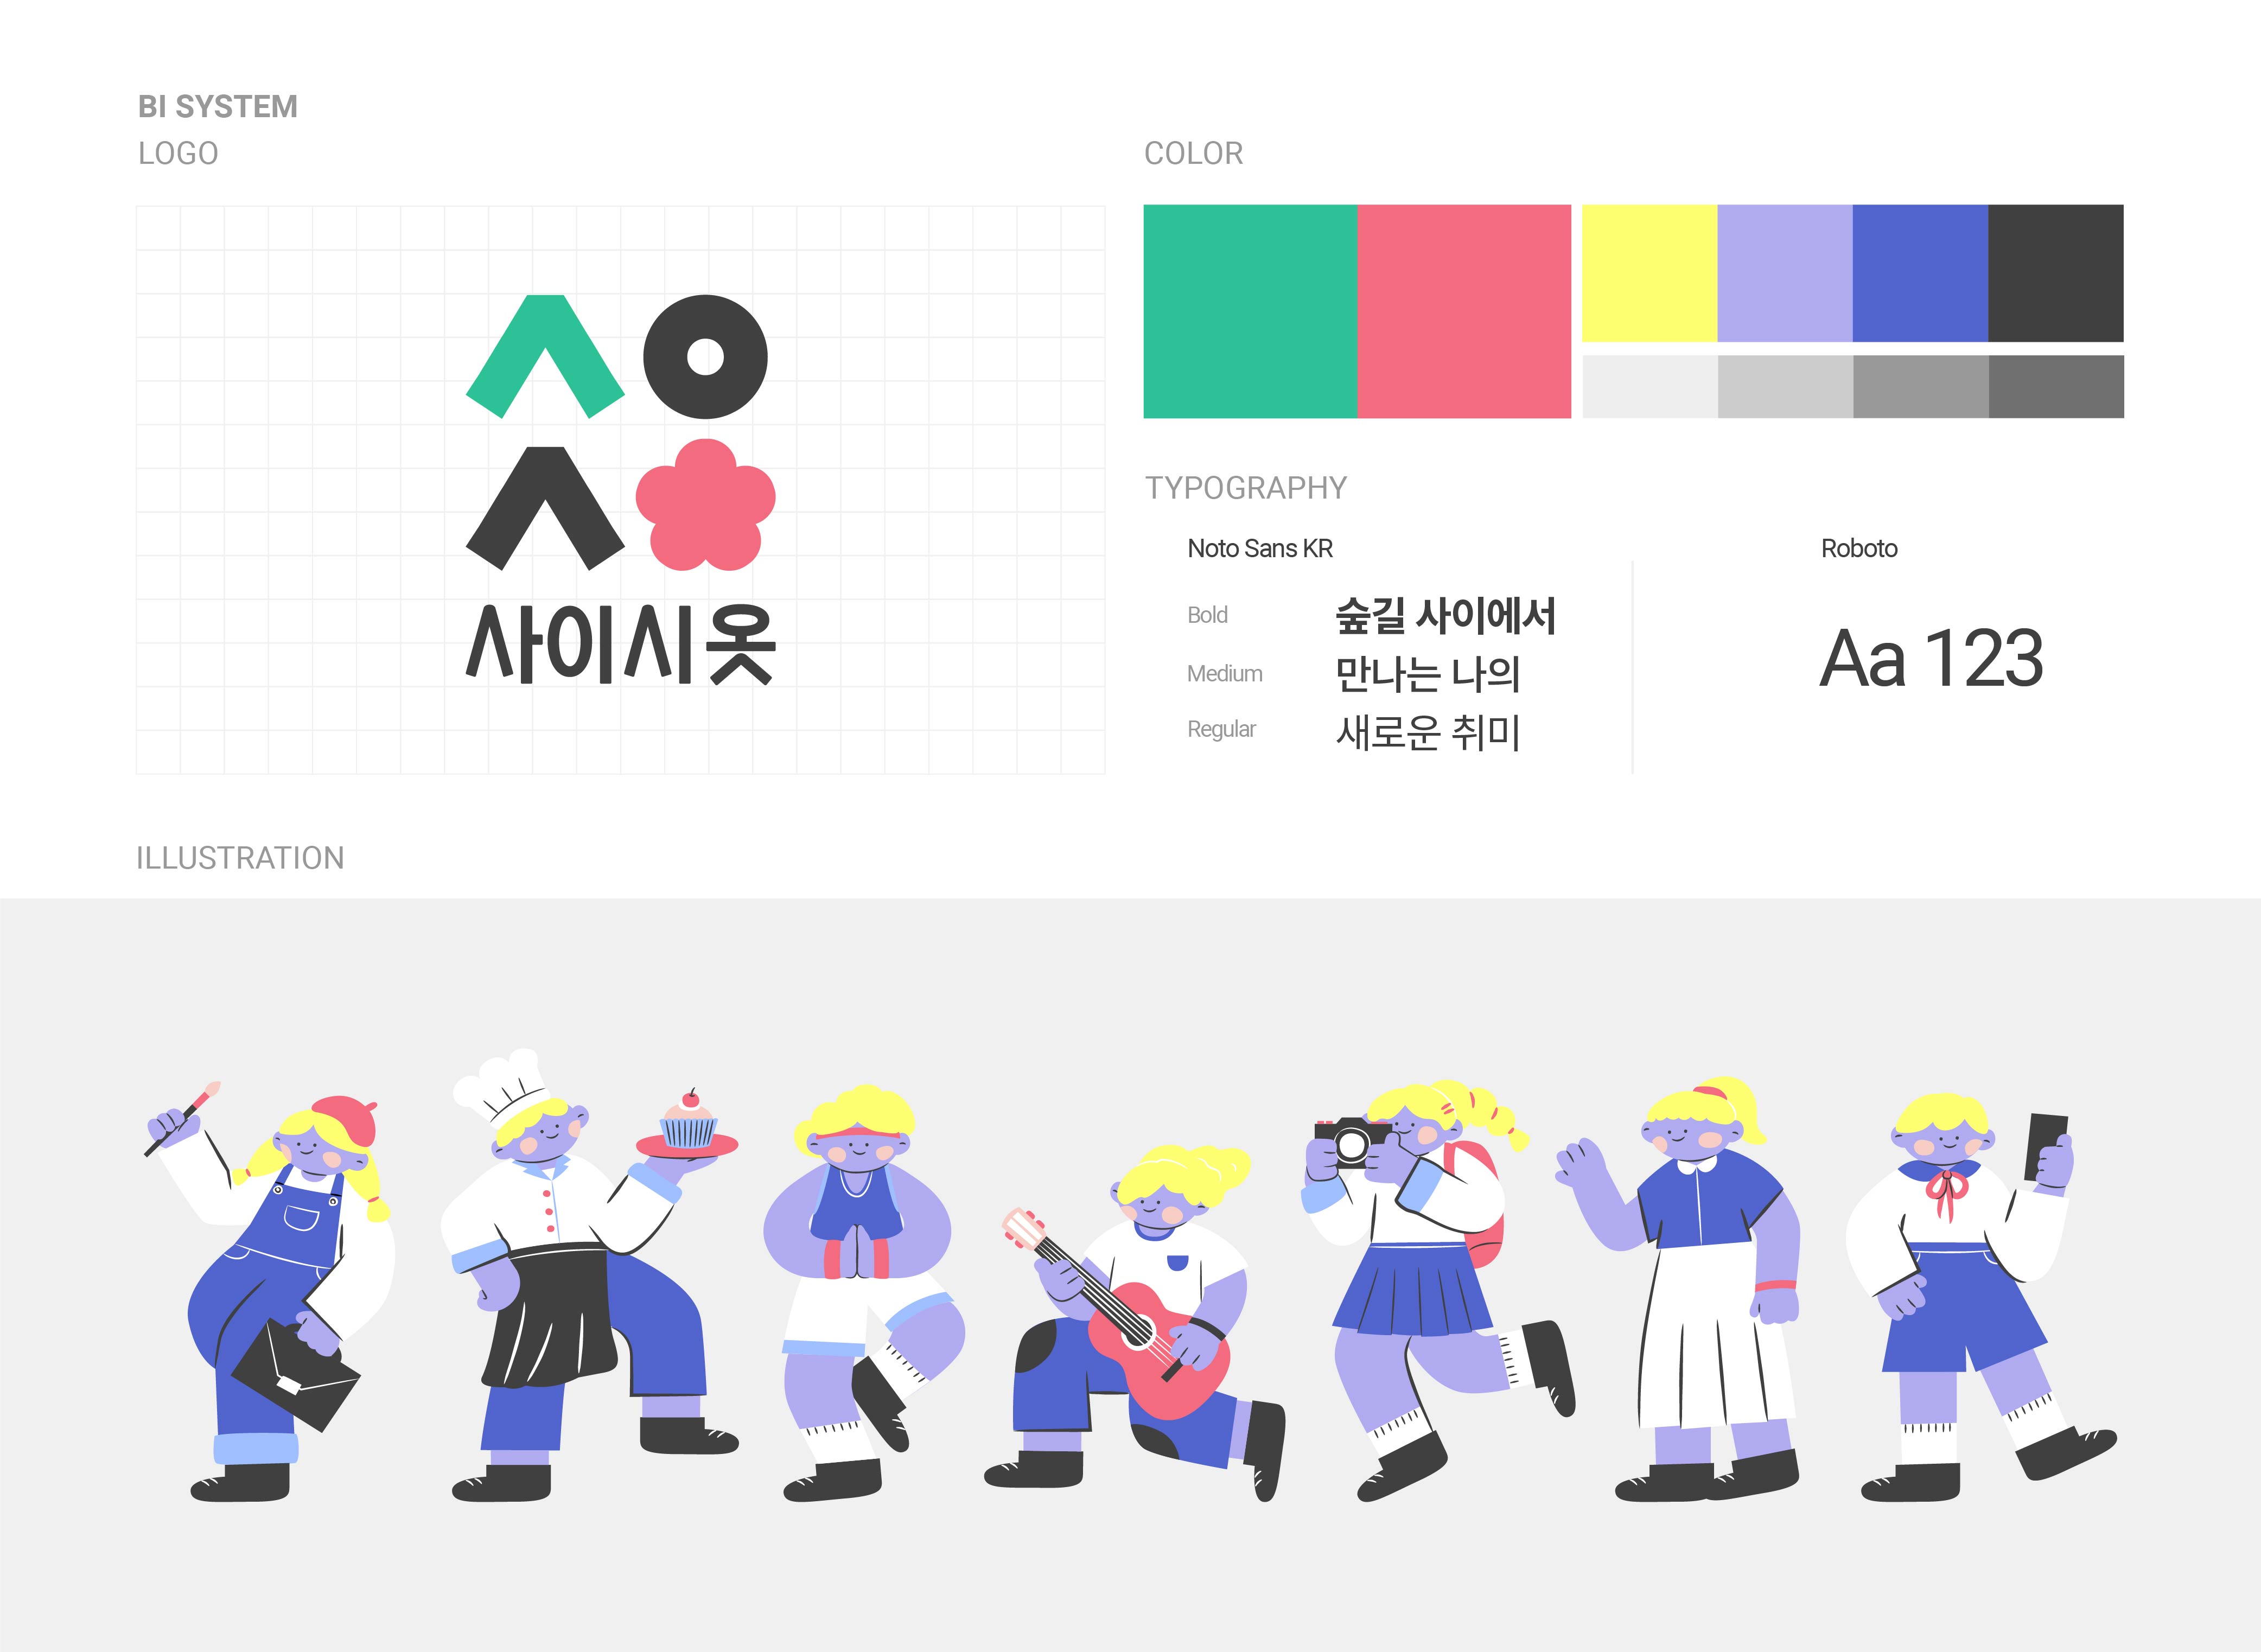 BI SYSTEM
LOGO
ㅅㅇ
ㅅ
사이시옷
COLOR
TYPOGRAPHY
Noto Sans KR
Bold 숲길 사이에서
Medium 만나는 나의
Regular 새로운 취미
Roboto
Aa 123
ILLUSTRATION